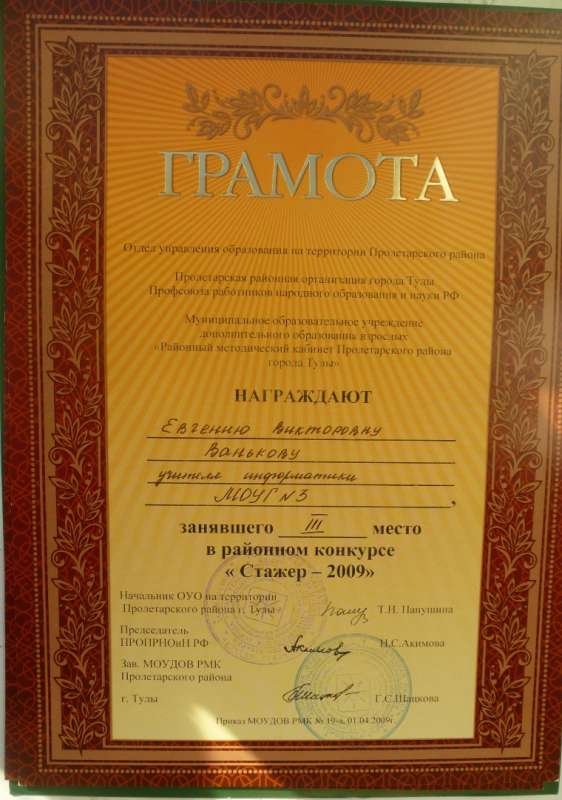 ГРАМОТА
Отдел управления образования на территории Пролетарского района
Пролетарская районная организация города Тулы
Профсоюза работников народного образования и науки РФ
Муниципальное образовательное учреждение
дополнительного образования взрослых
«Районный методический кабинет Пролетарского района
города Тулы»
НАГРАЖДАЮТ
Евгению Викторовну
Ванькову
учителя информатики
МОУГ №3,
занявшего III место
в районном конкурсе
« Стажер – 2009»
Начальник ОУО на территории
Пролетарского района г. Тулы Т.Н. Папушина
Председатель
ПРОПРНОиН РФ Акимову Н.С.Акимова
Зав. МОУДОВ РМК
Пролетарского района
г. Тулы Г.С.Шацкова
Приказ МОУДОВ РМК № 19-а, 01.04.2009г.